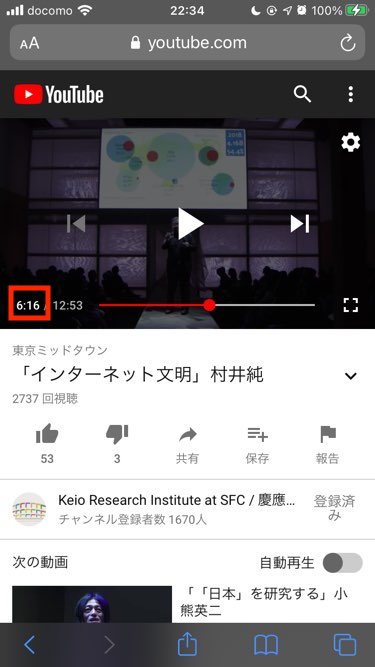 docomo 22:34 100%
AA youtube.com
YouTube
2018
4.16B
54.4%
6:16 / 12:53
東京ミッドタウン
「インターネット文明」村井純
2737 回視聴
53 3 共有 保存 報告
Keio Research Institute at SFC / 慶應…
チャンネル登録者数 1670人
登録済
み
次の動画 自動再生
「「日本」を研究する」小
熊英二